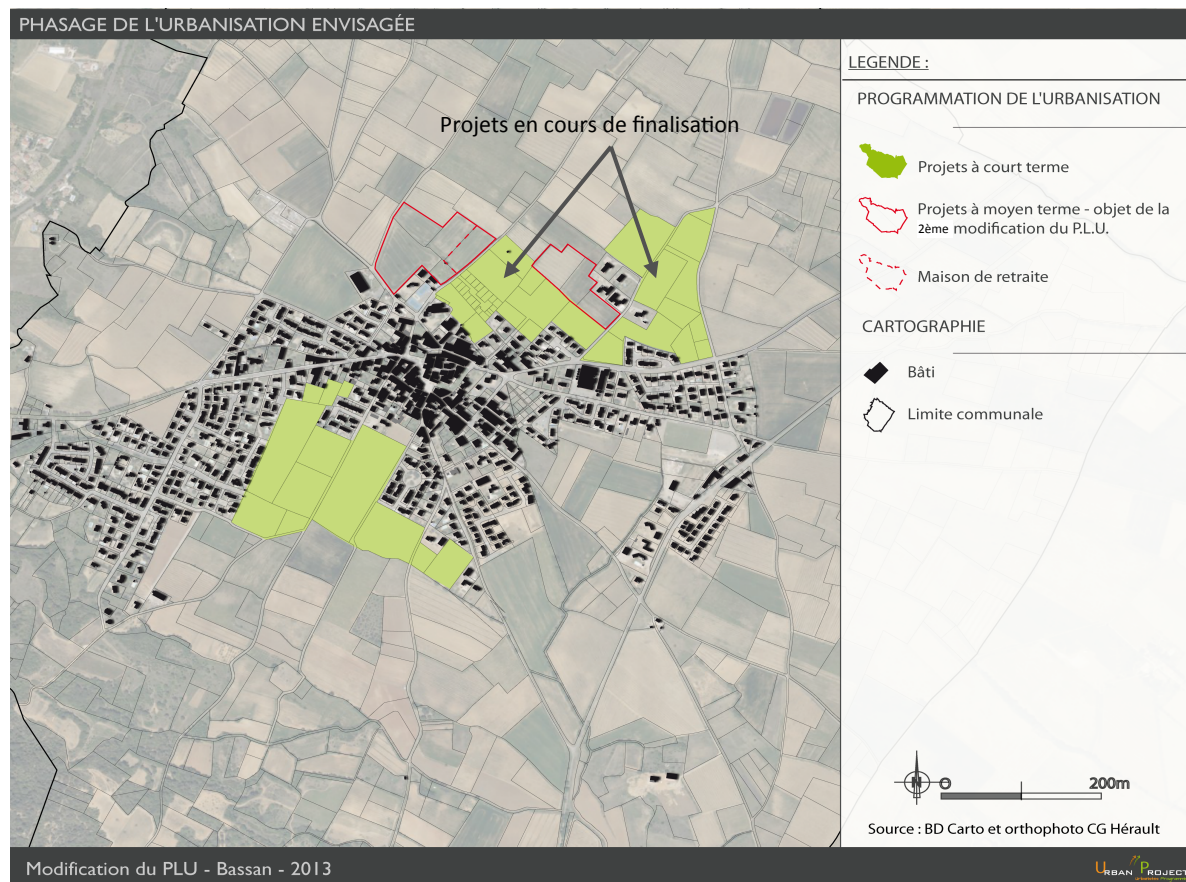 PHASAGE DE L'URBANISATION ENVISAGÉE
Projets en cours de finalisation
LEGENDE :
PROGRAMMATION DE L'URBANISATION
Projets à court terme
Projets à moyen terme - objet de la
2ème modification du P.L.U.
Maison de retraite
CARTOGRAPHIE
Bâti
Limite communale
N
0
200m
Source : BD Carto et orthophoto CG Hérault
Modification du PLU - Bassan - 2013
URBAN PROJECT